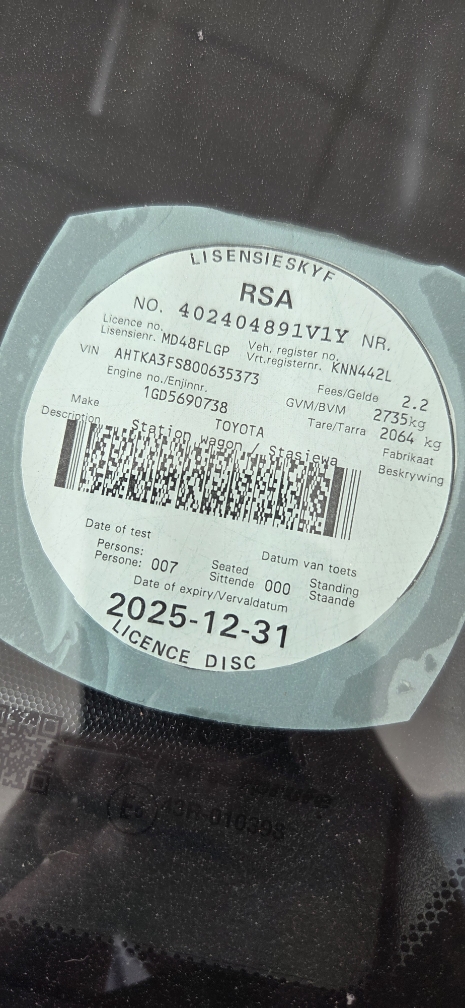 LISENSIESKYF
RSA
NO. 402404891V1Y NR.
Licence no. Veh. register no.
Lisensienr. MD48FLGP Vrt.registernr. KNN442L
VIN AHTKA3FS800635373 Fees/Gelde 2.2
Engine no./Enjinnr. GVM/BVM 2735kg
1GD5690738 Tare/Tarra 2064 kg
Make TOYOTA Fabrikaat
Description Station wagon / Stasiewa Beskrywing
Date of test Datum van toets
Persons: Seated Standing
Persone: 007 Sittende 000 Staande
Date of expiry/Vervaldatum
2025-12-31
LICENCE DISC